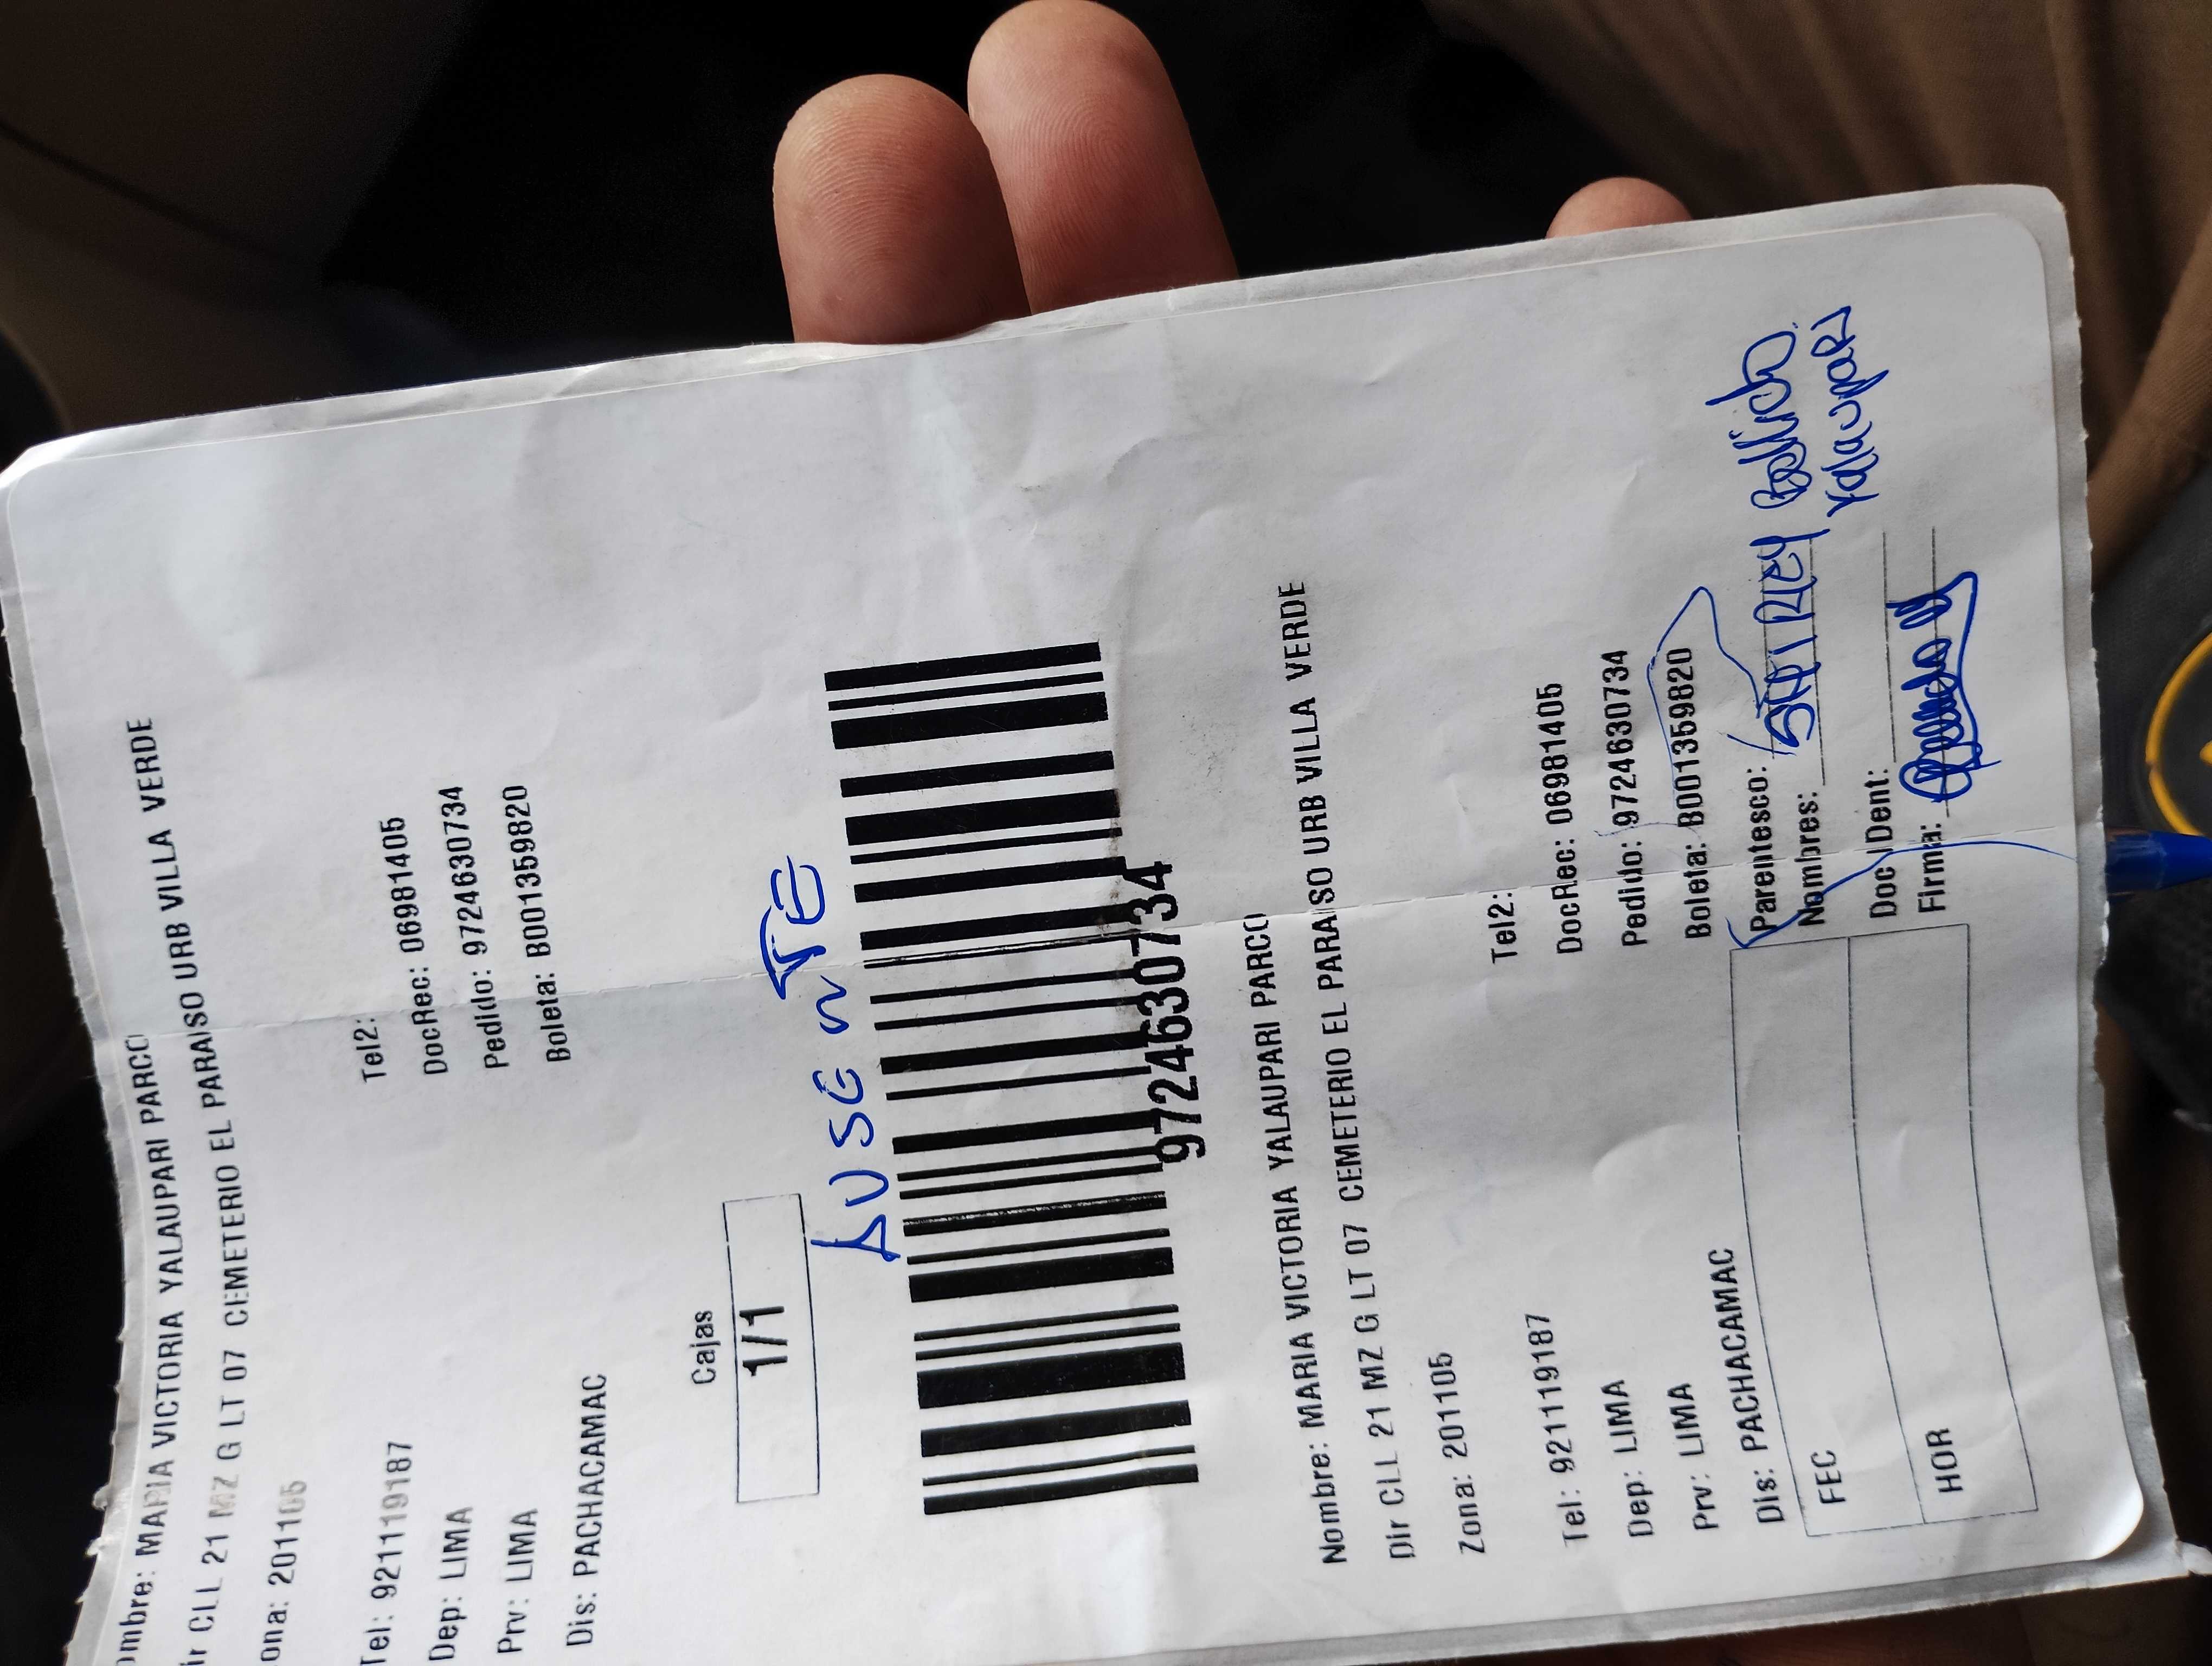 ombre: MARIA VICTORIA YALAUPARI PARCO
ir CLL 21 MZ G LT 07 CEMETERIO EL PARAISO URB VILLA VERDE
ona: 201105
Tel: 921119187 Tel2:
Dep: LIMA DocRec: 06981405
Prv: LIMA Pedido: 9724630734
Dis: PACHACAMAC Boleta: B001359820
Cajas
1/1
AUSENTE
9724630734
Nombre: MARIA VICTORIA YALAUPARI PARCO
Dir CLL 21 MZ G LT 07 CEMETERIO EL PARAISO URB VILLA VERDE
Zona: 201105
Tel: 921119187 Tel2:
Dep: LIMA DocRec: 06981405
Prv: LIMA Pedido: 9724630734
Dis: PACHACAMAC Boleta: B001359820
FEC Parentesco:
Nombres:
Yalaupari
HOR Doc Ident:
Firma: